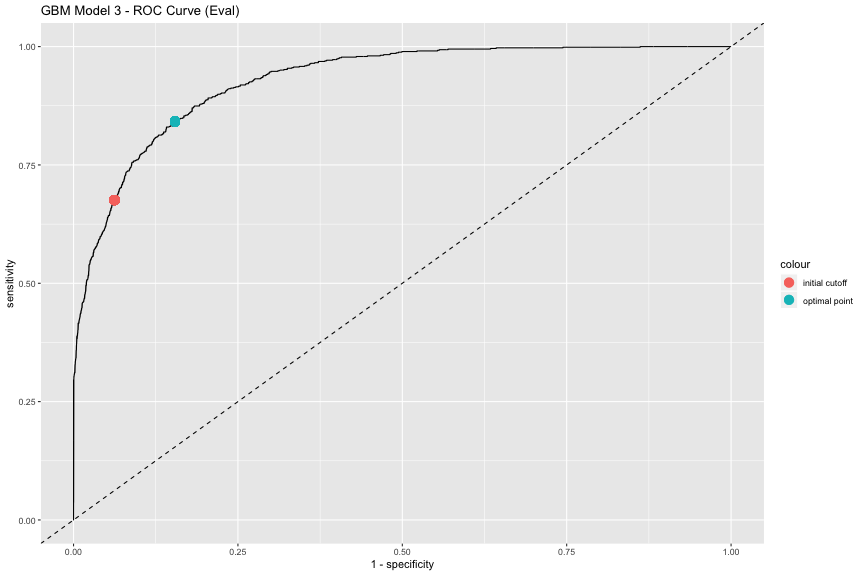 GBM Model 3 - ROC Curve (Eval)
1.00
0.75
0.50
0.25
0.00
sensitivity
0.00 0.25 0.50 0.75 1.00
1 - specificity
colour
initial cutoff
optimal point